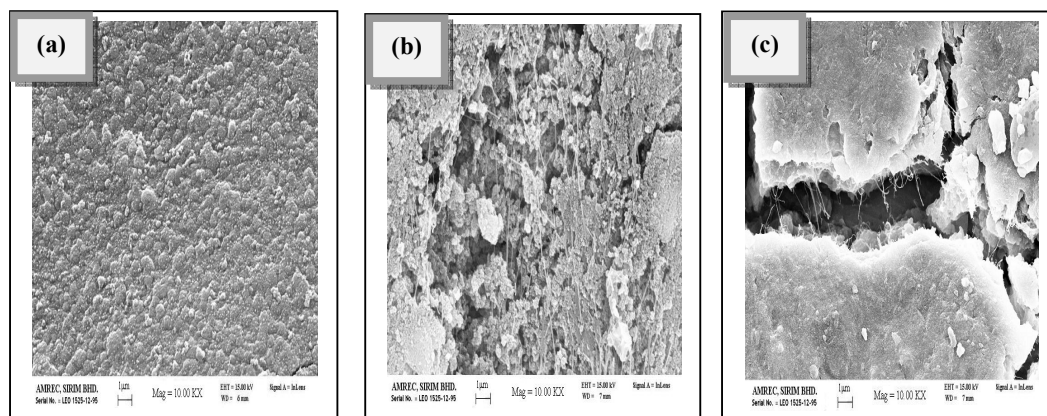 (a)
AMREC, SIRIM BHD.
Serial No. = LEO 1525-12-95
1µm
Mag = 10.00 KX
EHT = 15.00 kV
WD = 6 mm
Signal A = InLens
(b)
AMREC, SIRIM BHD.
Serial No. = LEO 1525-12-95
1µm
Mag = 10.00 KX
EHT = 15.00 kV
WD = 7 mm
Signal A = InLens
(c)
AMREC, SIRIM BHD.
Serial No. = LEO 1525-12-95
1µm
Mag = 10.00 KX
EHT = 15.00 kV
WD = 7 mm
Signal A = InLens